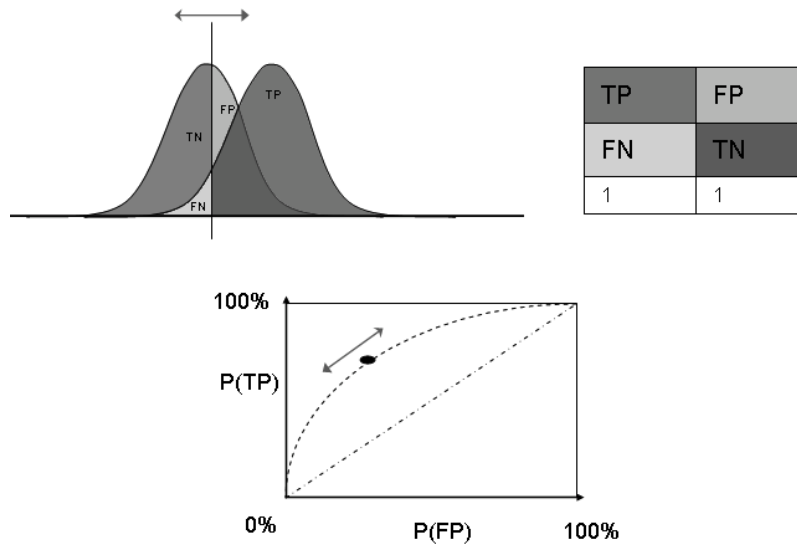 FP
TP
TN
FN
TP FP
FN TN
1 1
100%
P(TP)
0%
P(FP)
100%